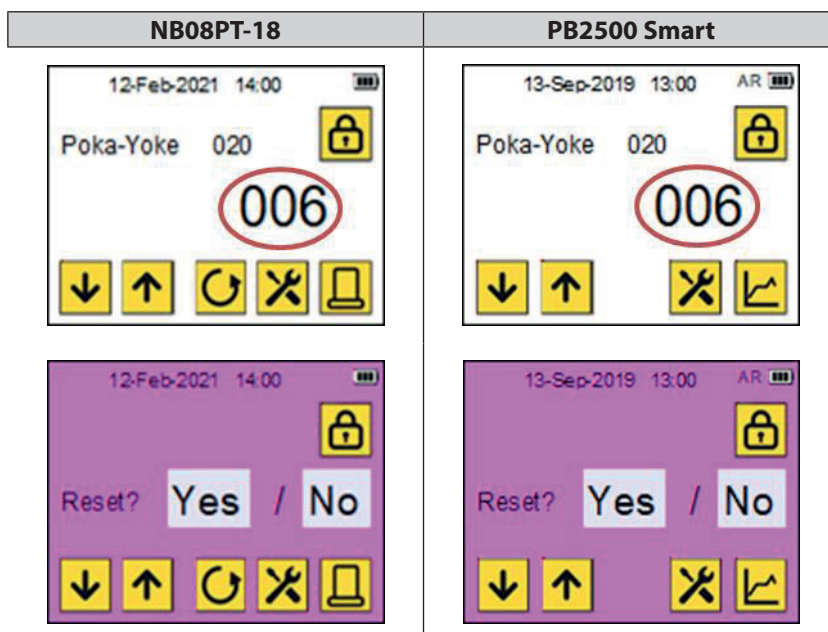 NB08PT-18 PB2500 Smart
12-Feb-2021 14:00
Poka-Yoke 020
006
13-Sep-2019 13:00 AR
Poka-Yoke 020
006
12-Feb-2021 14:00
Reset? Yes / No
13-Sep-2019 13:00 AR
Reset? Yes / No